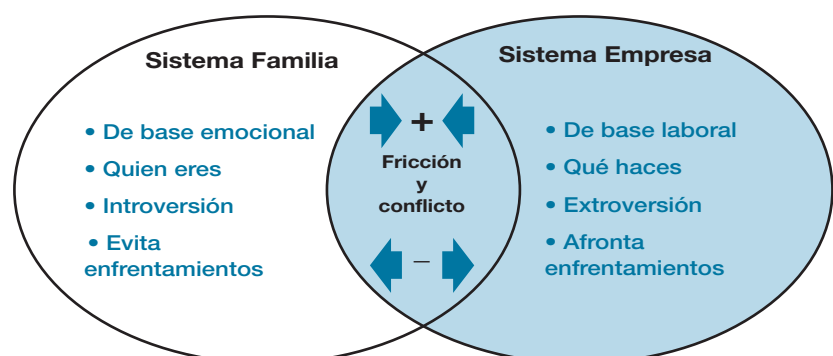 Sistema Familia
• De base emocional
• Quien eres
• Introversión
• Evita
enfrentamientos
+
Fricción
y
conflicto
–
Sistema Empresa
• De base laboral
• Qué haces
• Extroversión
• Afronta
enfrentamientos